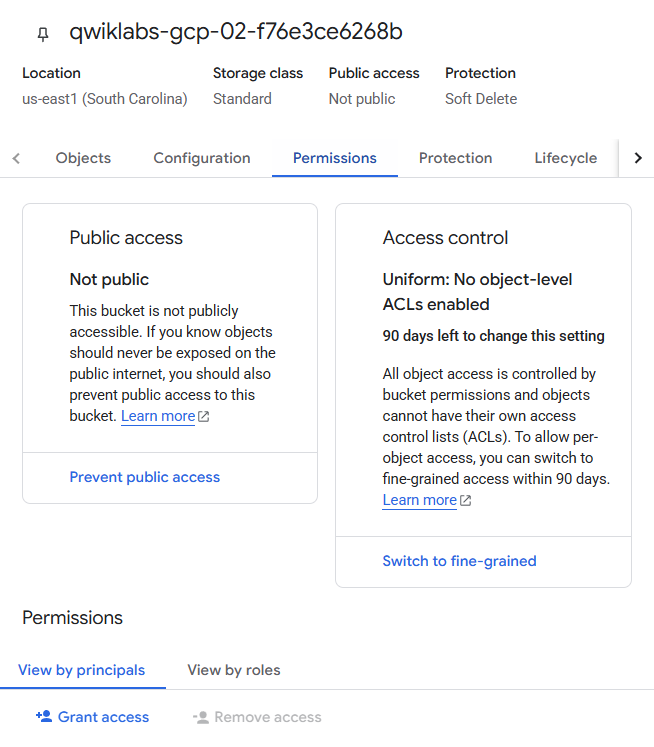 qwiklabs-gcp-02-f76e3ce6268b
Location
Storage class
Public access
Protection
us-east1 (South Carolina)
Standard
Not public
Soft Delete
Objects
Configuration
Permissions
Protection
Lifecycle
Public access
Not public
This bucket is not publicly
accessible. If you know objects
should never be exposed on the
public internet, you should also
prevent public access to this
bucket. Learn more
Prevent public access
Access control
Uniform: No object-level
ACLs enabled
90 days left to change this setting
All object access is controlled by
bucket permissions and objects
cannot have their own access
control lists (ACLs). To allow per-
object access, you can switch to
fine-grained access within 90 days.
Learn more
Switch to fine-grained
Permissions
View by principals
View by roles
Grant access
Remove access